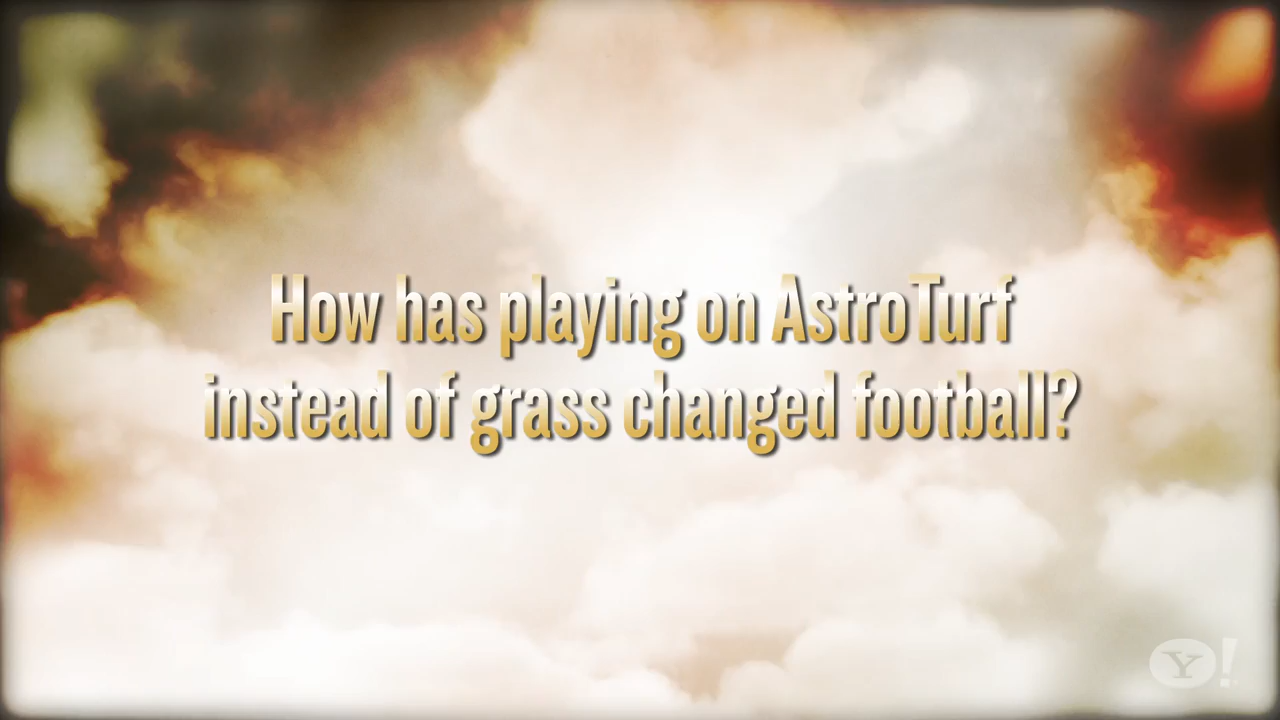 How has playing on AstroTurf
instead of grass changed football?
Y!